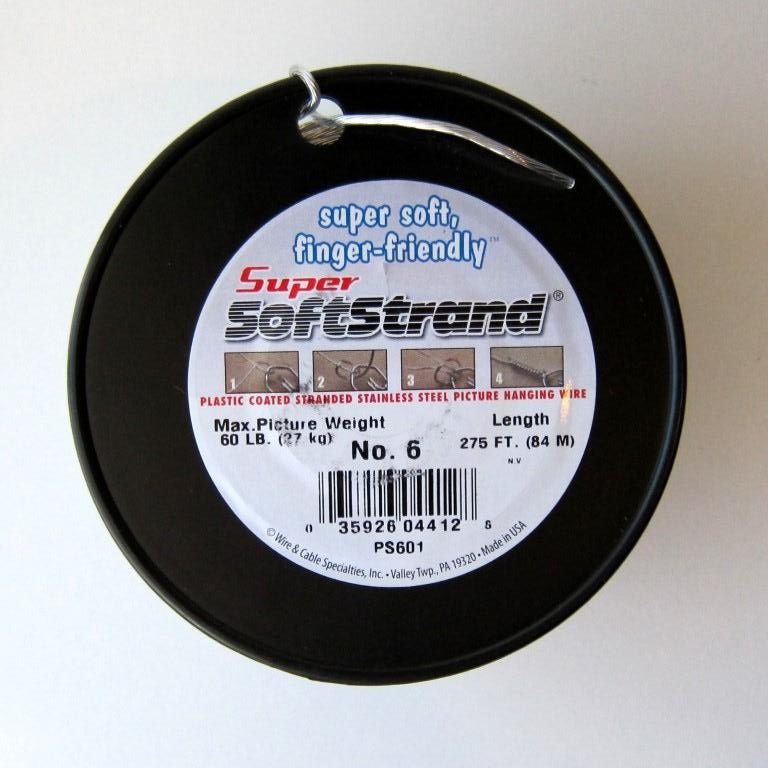 super soft,
finger-friendly™
Super
SoftStrand®
1 2 3 4
PLASTIC COATED STRANDED STAINLESS STEEL PICTURE HANGING WIRE
Max.Picture Weight
60 LB. (27 kg)
No. 6
Length
275 FT. (84 M)
N.V
0 35926 04412 8
PS601
© Wire & Cable Specialties, Inc. • Valley Twp., PA 19320 • Made in USA